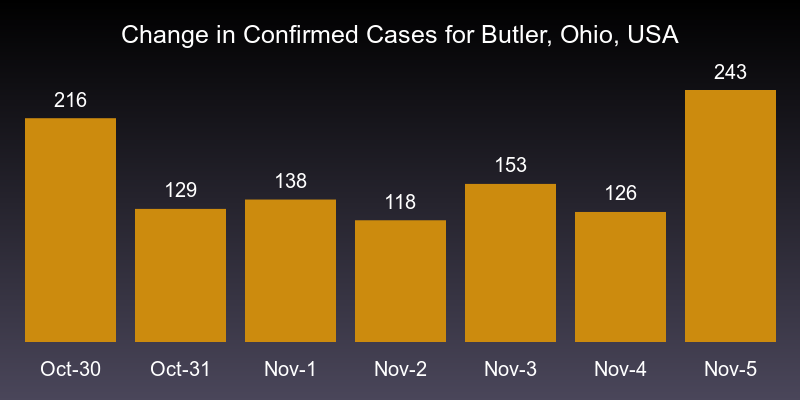 Change in Confirmed Cases for Butler, Ohio, USA
216
129
138
118
153
126
243
Oct-30
Oct-31
Nov-1
Nov-2
Nov-3
Nov-4
Nov-5